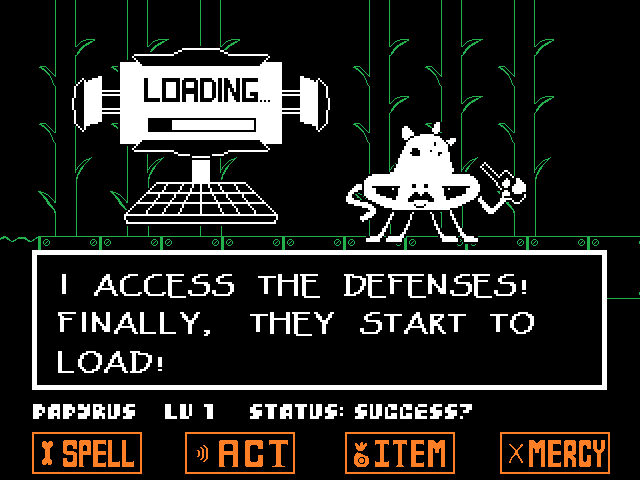 LOADING...
I ACCESS THE DEFENSES!
FINALLY, THEY START TO
LOAD!
PAPYRUS LV 1 STATUS: SUCCESS?
SPELL ACT ITEM MERCY